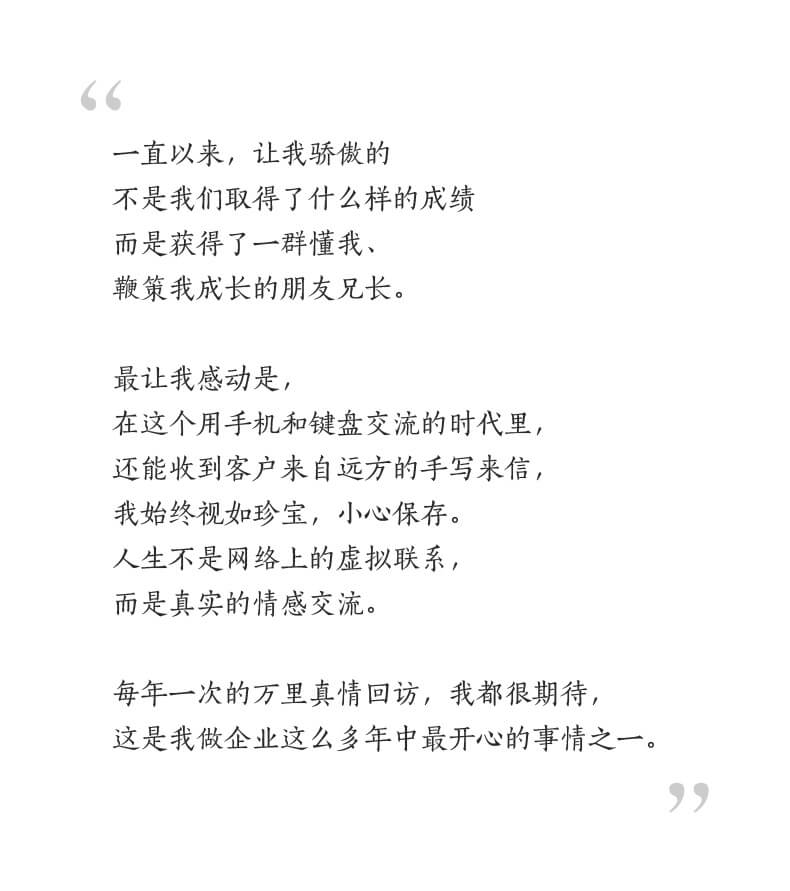 “
一直以来，让我骄傲的
不是我们取得了什么样的成绩
而是获得了一群懂我、
鞭策我成长的朋友兄长。
最让我感动是，
在这个用手机和键盘交流的时代里，
还能收到客户来自远方的手写来信，
我始终视如珍宝，小心保存。
人生不是网络上的虚拟联系，
而是真实的情感交流。
每年一次的万里真情回访，我都很期待，
这是我做企业这么多年中最开心的事情之一。
”